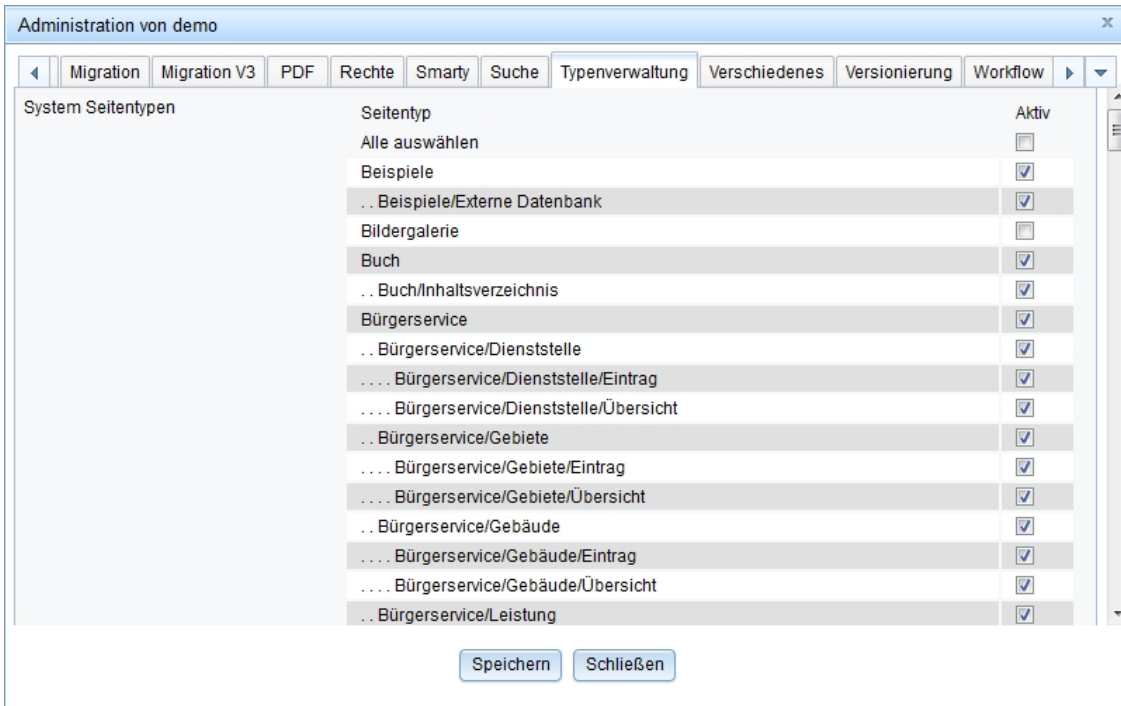 Administration von demo
Migration Migration V3 PDF Rechte Smarty Suche Typenverwaltung Verschiedenes Versionierung Workflow
System Seitentypen Seitentyp Aktiv
Alle auswählen
Beispiele
. . Beispiele/Externe Datenbank
Bildergalerie
Buch
. . Buch/Inhaltsverzeichnis
Bürgerservice
. . Bürgerservice/Dienststelle
. . . . Bürgerservice/Dienststelle/Eintrag
. . . . Bürgerservice/Dienststelle/Übersicht
. . Bürgerservice/Gebiete
. . . . Bürgerservice/Gebiete/Eintrag
. . . . Bürgerservice/Gebiete/Übersicht
. . Bürgerservice/Gebäude
. . . . Bürgerservice/Gebäude/Eintrag
. . . . Bürgerservice/Gebäude/Übersicht
. . Bürgerservice/Leistung
Speichern Schließen